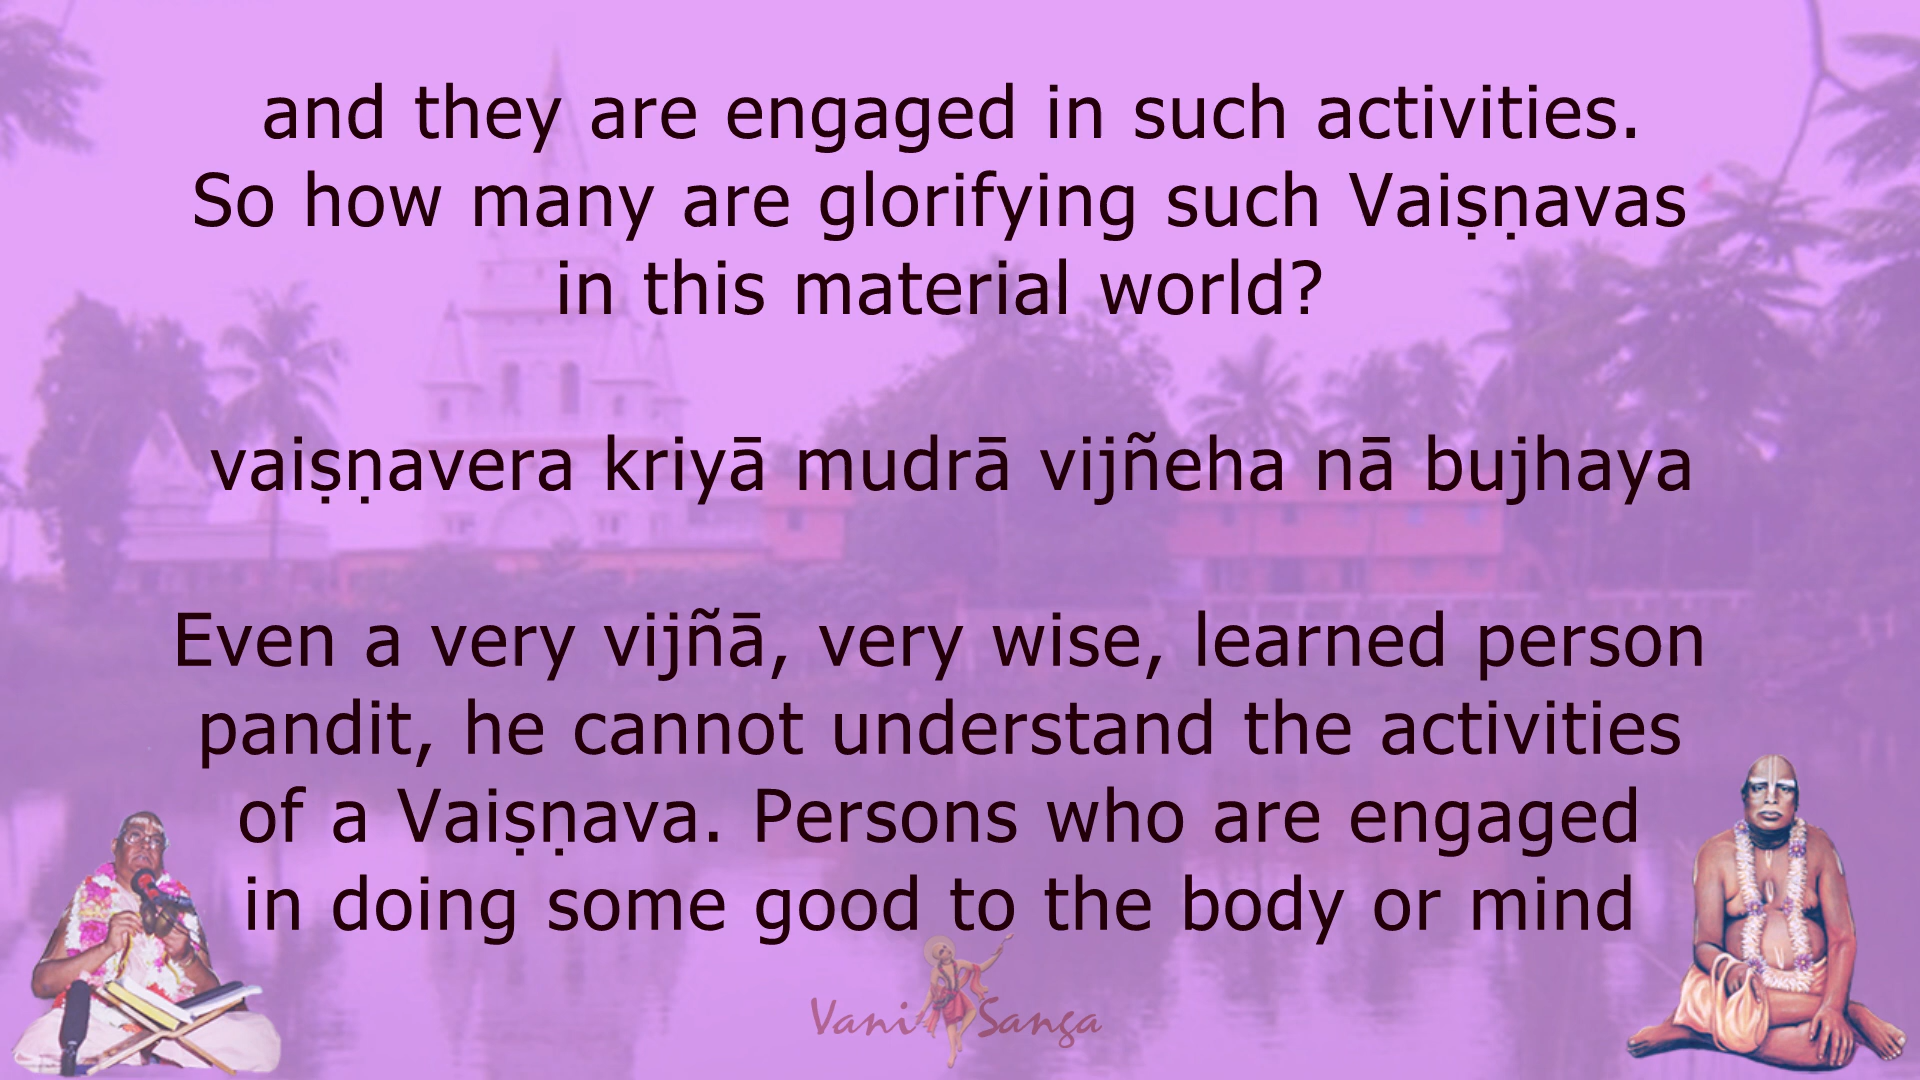 and they are engaged in such activities.
So how many are glorifying such Vaiṣṇavas
in this material world?
vaiṣṇavera kriyā mudrā vijñeha nā bujhaya
Even a very vijñā, very wise, learned person
pandit, he cannot understand the activities
of a Vaiṣṇava. Persons who are engaged
in doing some good to the body or mind
Vani Sanga